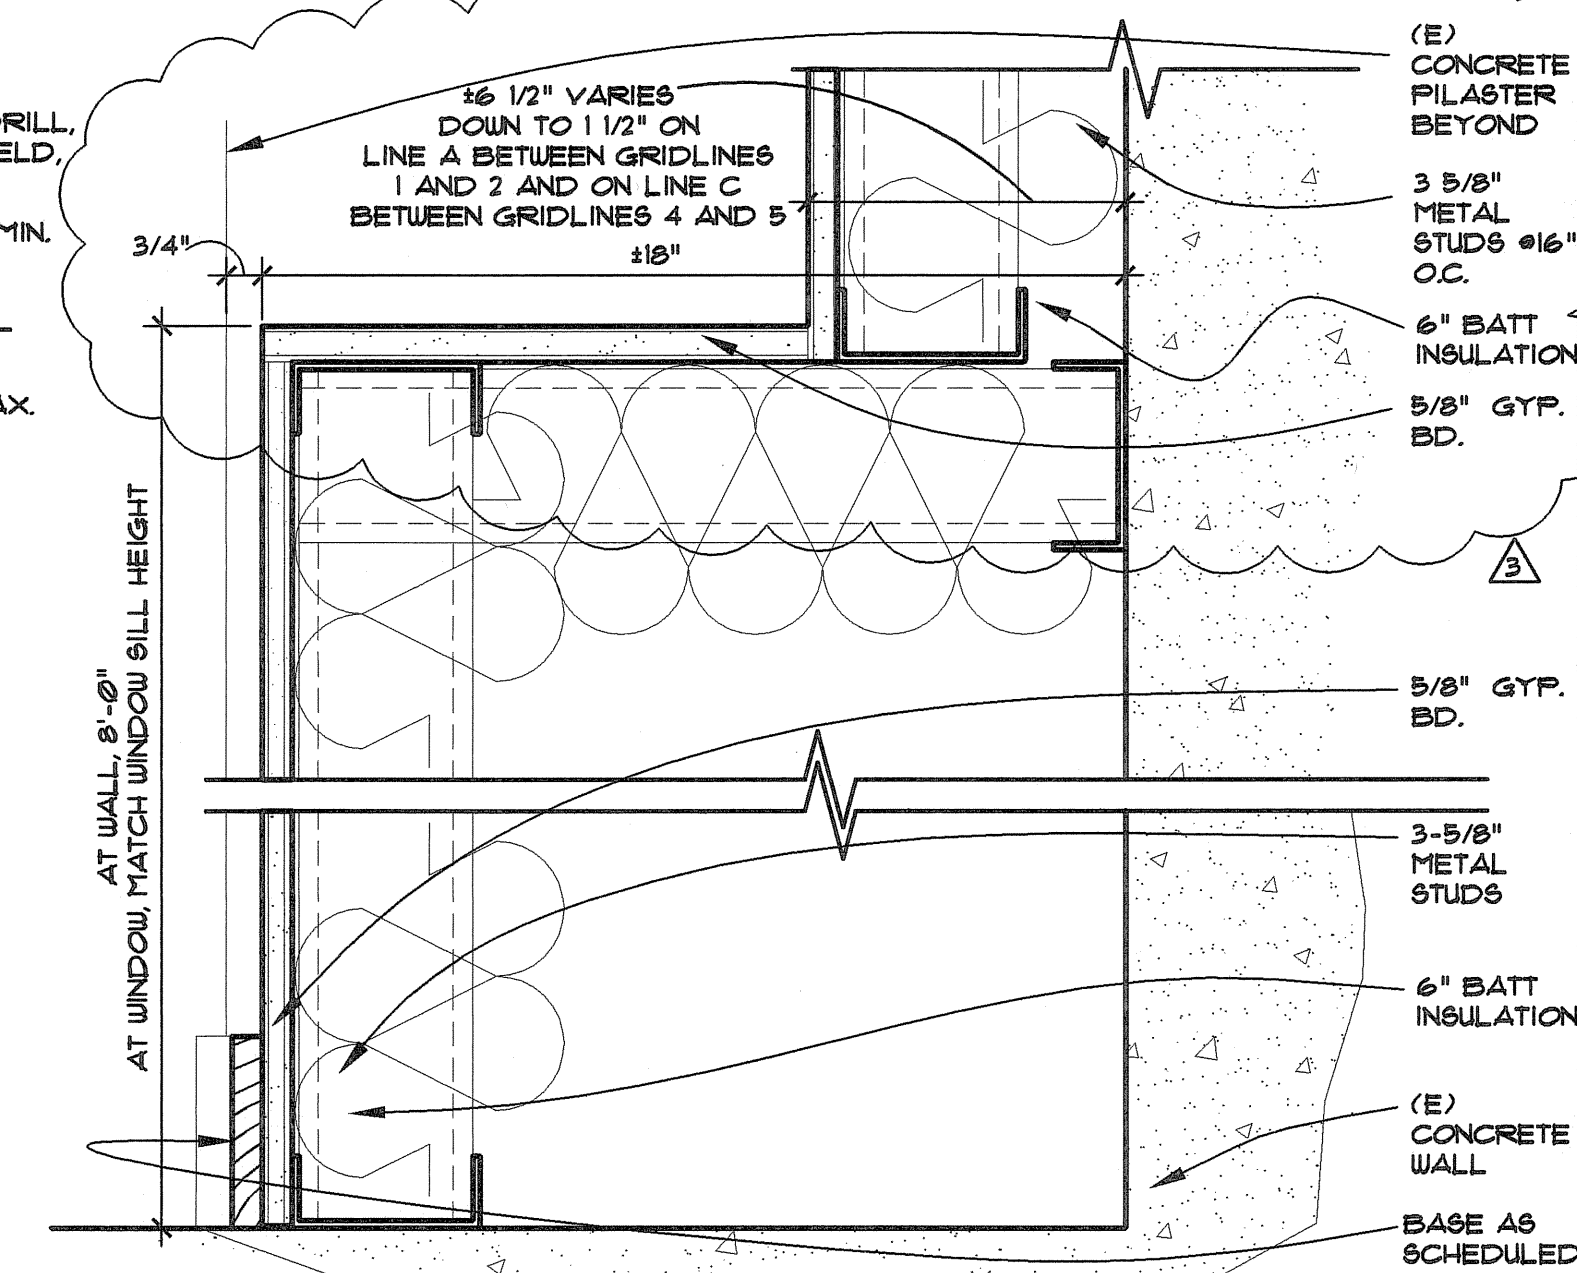 DRILL,
ELD,
MIN.
AX.
±6 1/2" VARIES
DOWN TO 1 1/2" ON
LINE A BETWEEN GRIDLINES
1 AND 2 AND ON LINE C
BETWEEN GRIDLINES 4 AND 5
3/4"
±18"
AT WALL, 8'-0"
AT WINDOW, MATCH WINDOW SILL HEIGHT
(E)
CONCRETE
PILASTER
BEYOND
3 5/8"
METAL
STUDS @16"
O.C.
6" BATT
INSULATION
5/8" GYP.
BD.
3
5/8" GYP.
BD.
3-5/8"
METAL
STUDS
6" BATT
INSULATION
(E)
CONCRETE
WALL
BASE AS
SCHEDULED